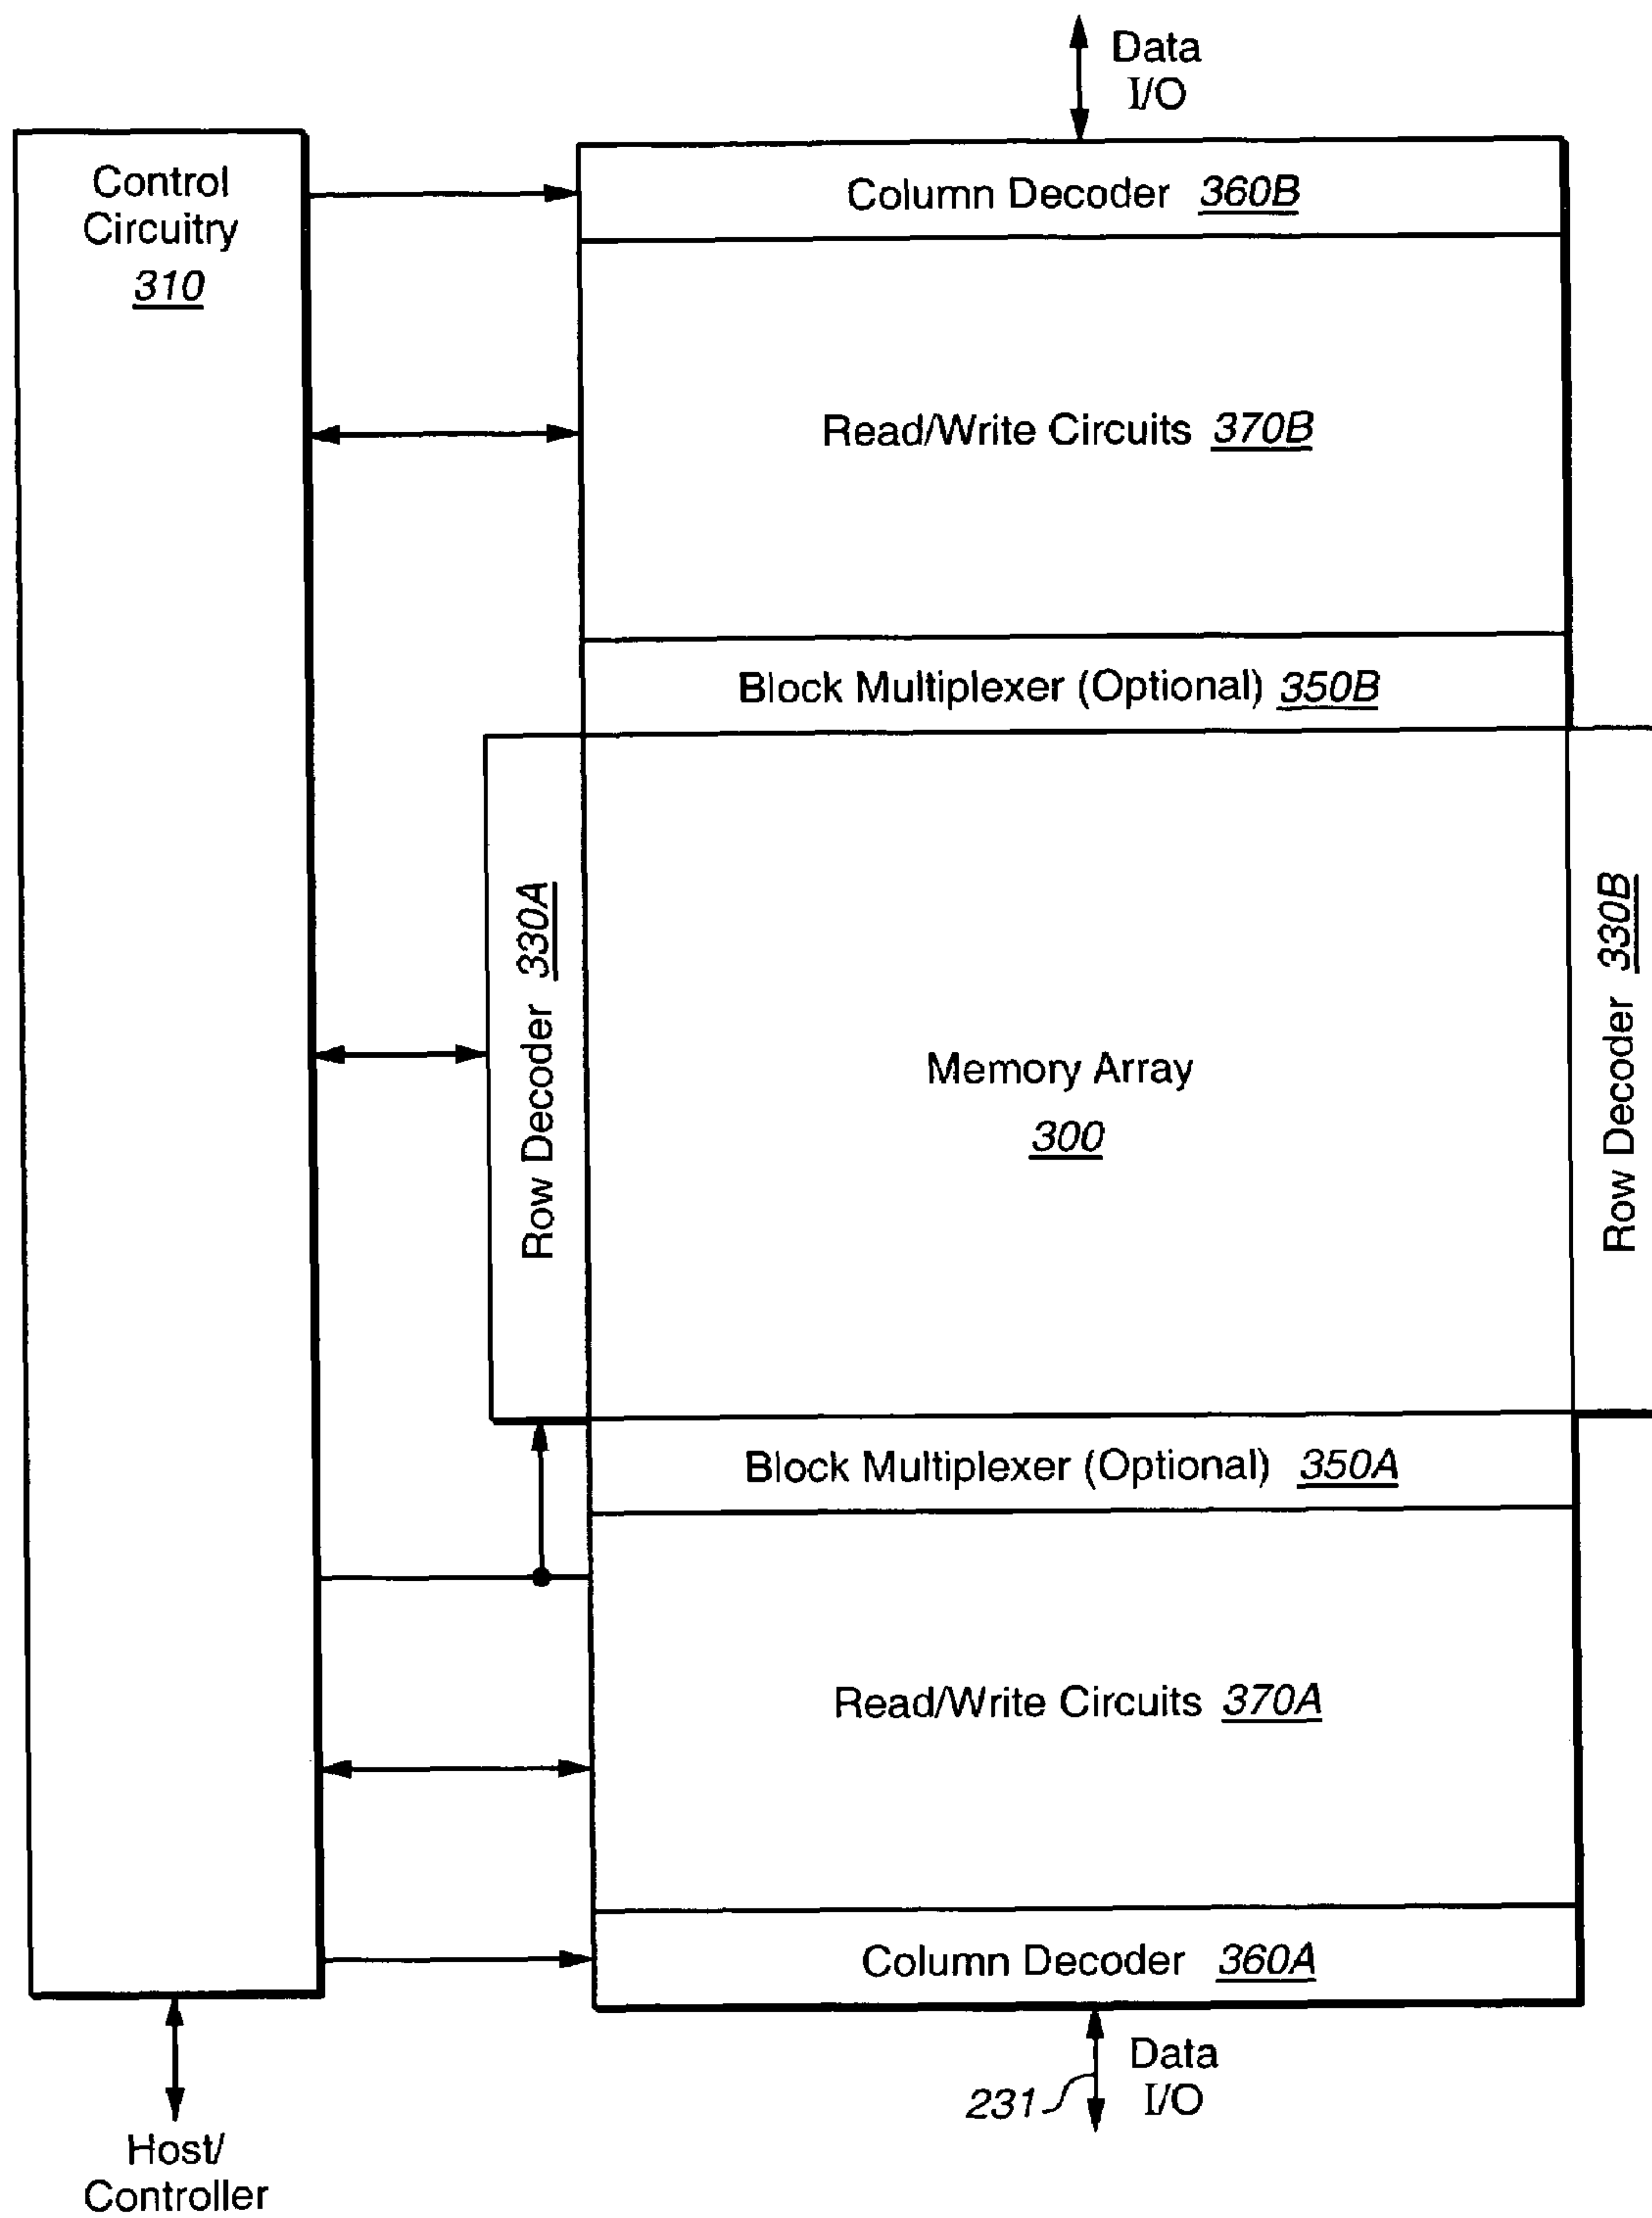 Data
I/O
Control
Circuitry
310
Column Decoder 360B
Read/Write Circuits 370B
Block Multiplexer (Optional) 350B
Row Decoder 330A
Memory Array
300
Row Decoder 330B
Block Multiplexer (Optional) 350A
Read/Write Circuits 370A
Column Decoder 360A
231
Data
I/O
Host/
Controller